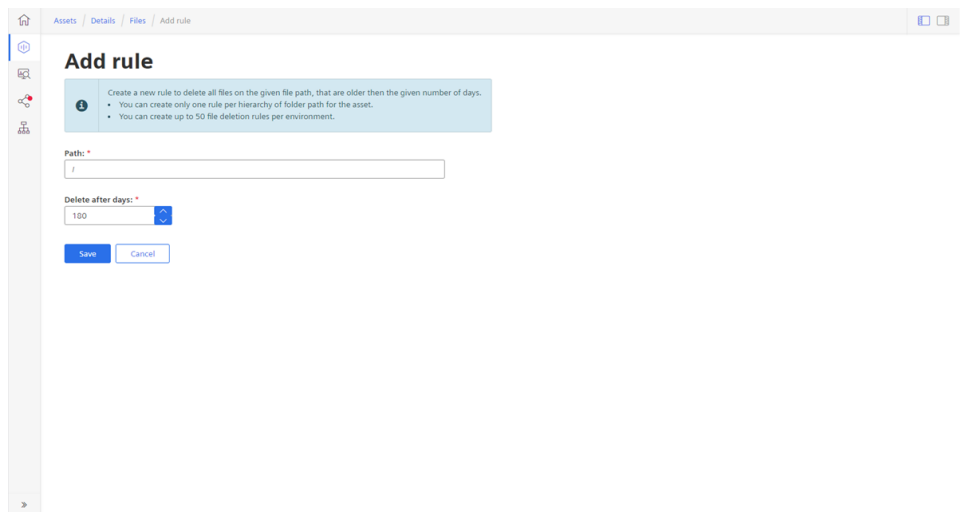 Assets / Details / Files / Add rule
Add rule
Create a new rule to delete all files on the given file path, that are older then the given number of days.
• You can create only one rule per hierarchy of folder path for the asset.
• You can create up to 50 file deletion rules per environment.
Path: *
/
Delete after days: *
180
Save Cancel